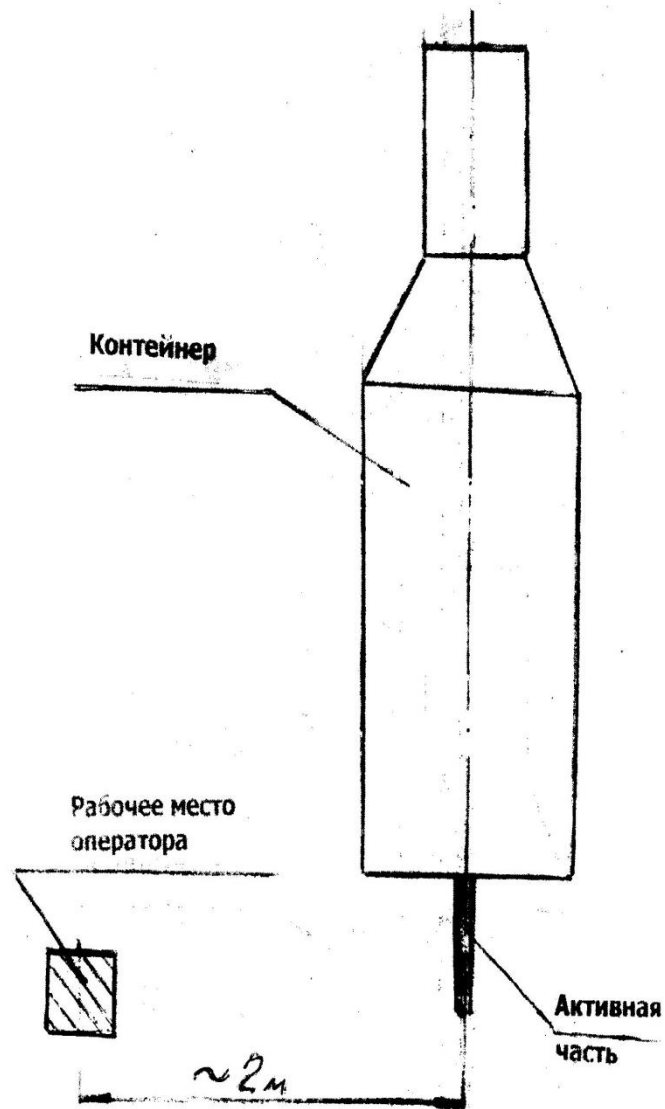 Контейнер
Рабочее место
оператора
Активная
часть
~2м